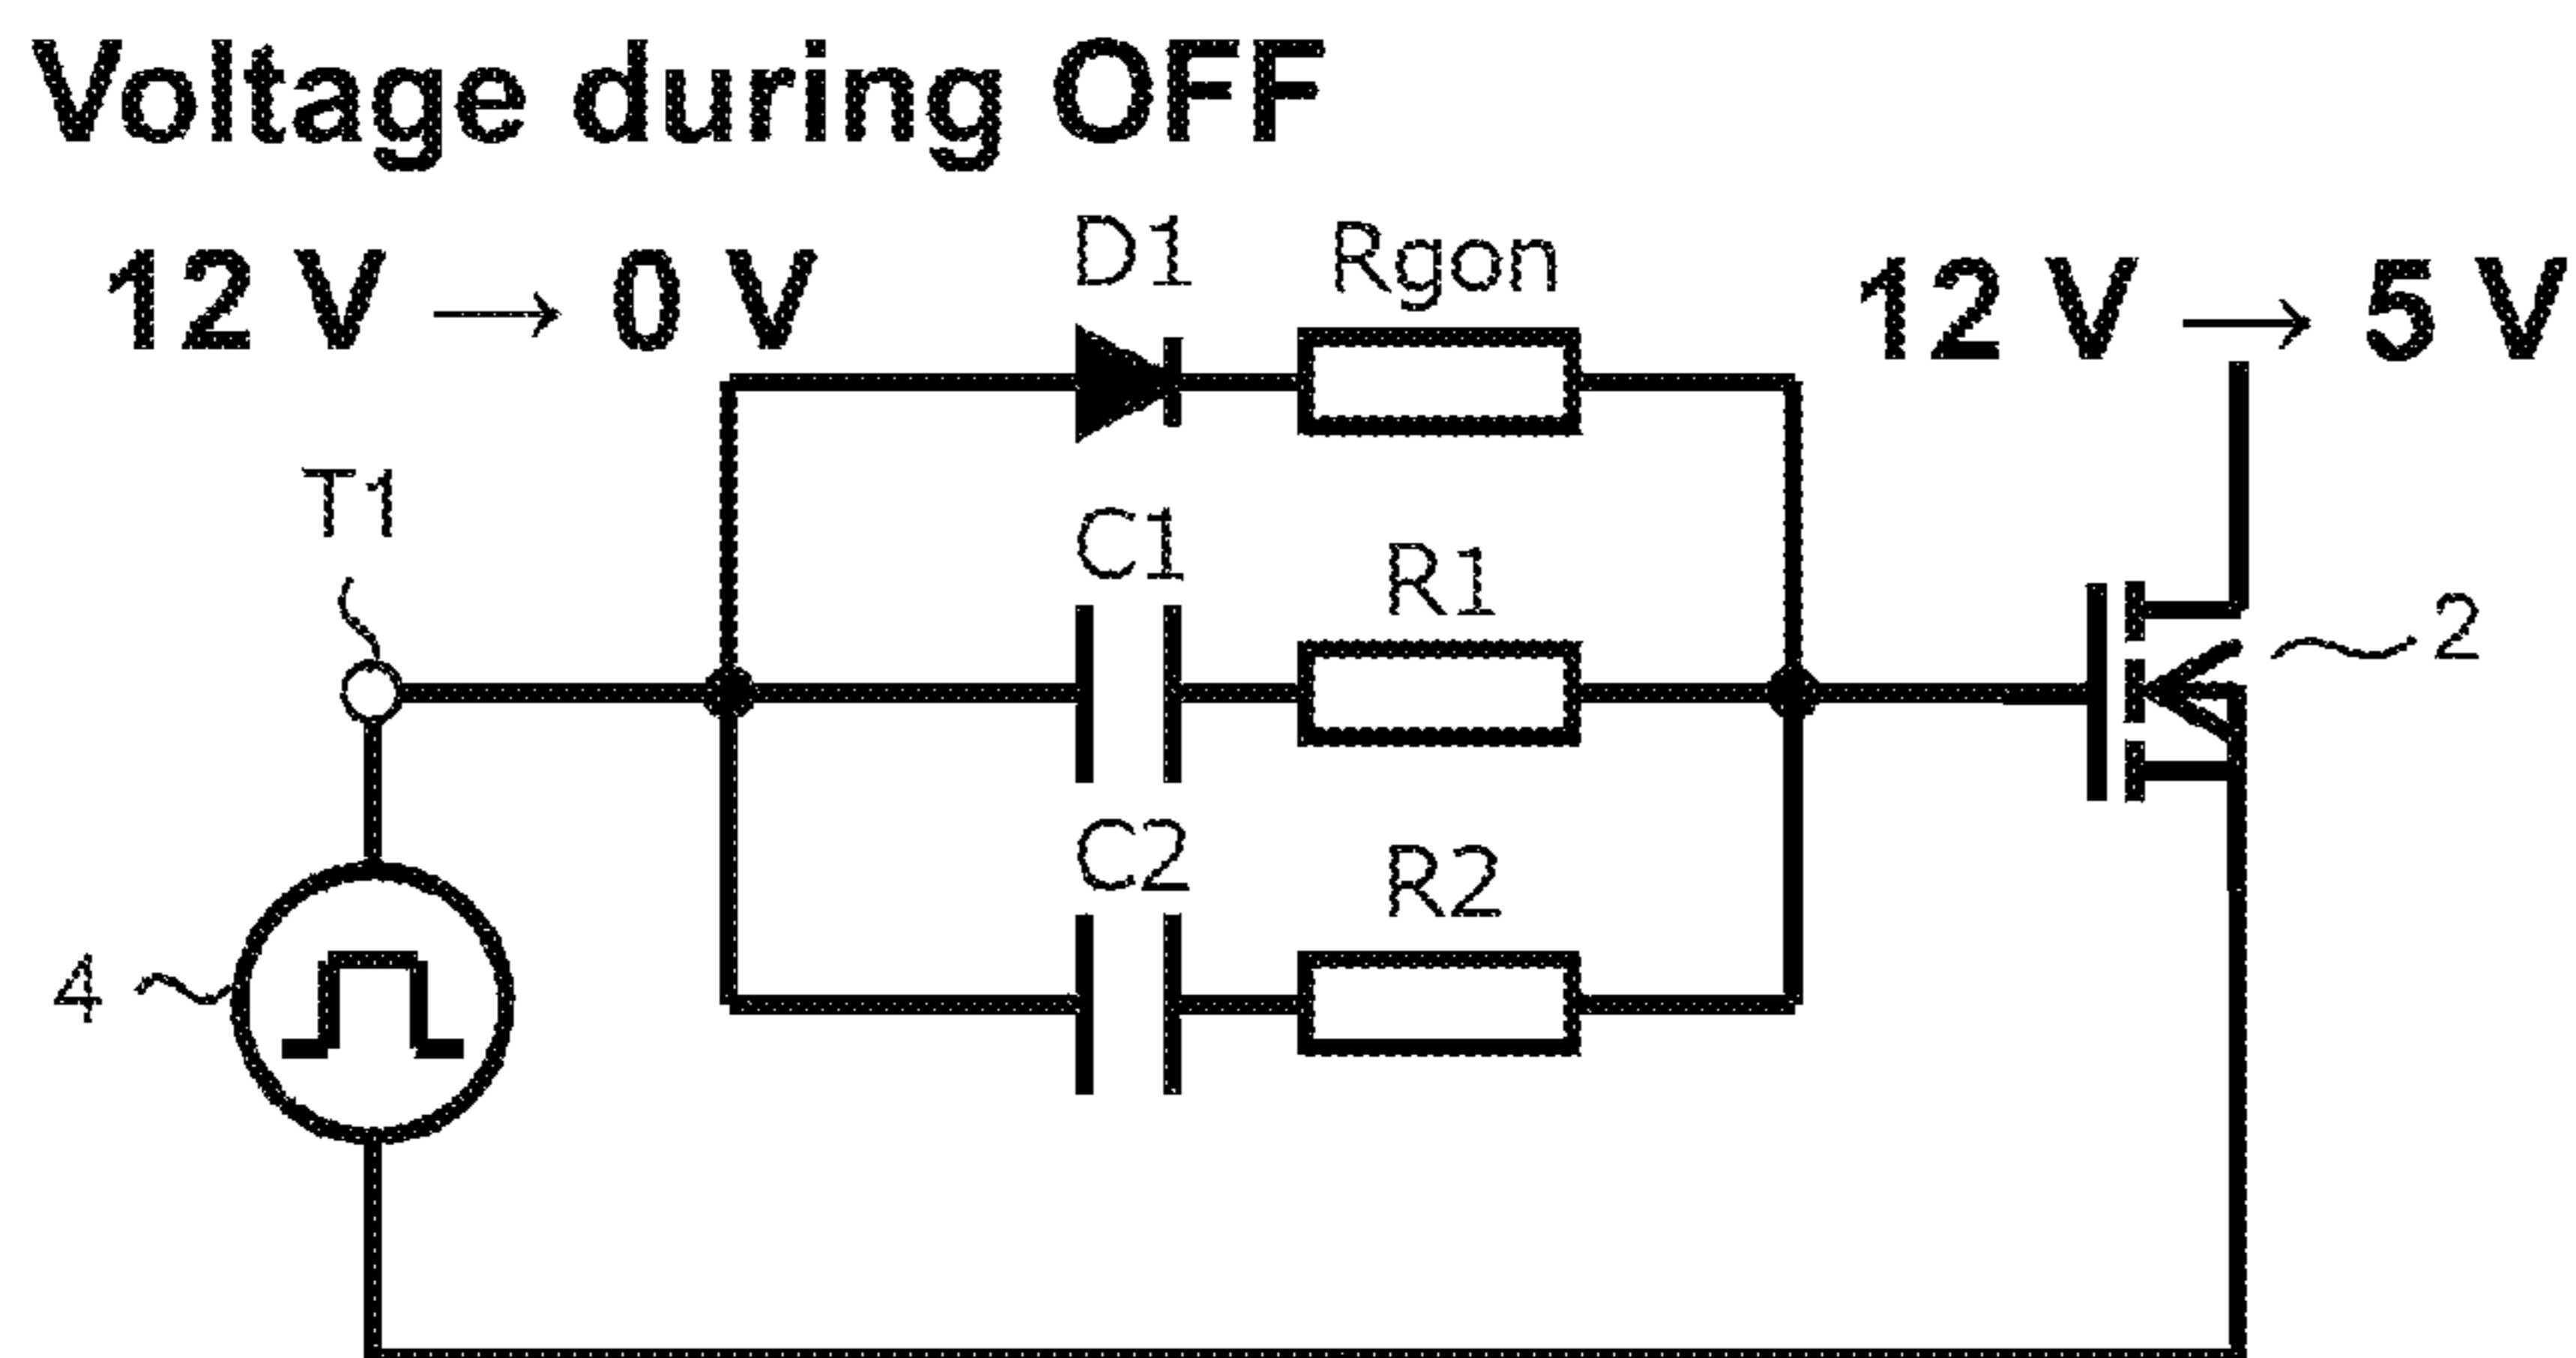 Voltage during OFF
12 V → 0 V
D1
Rgon
12 V → 5 V
T1
C1
R1
2
C2
R2
4